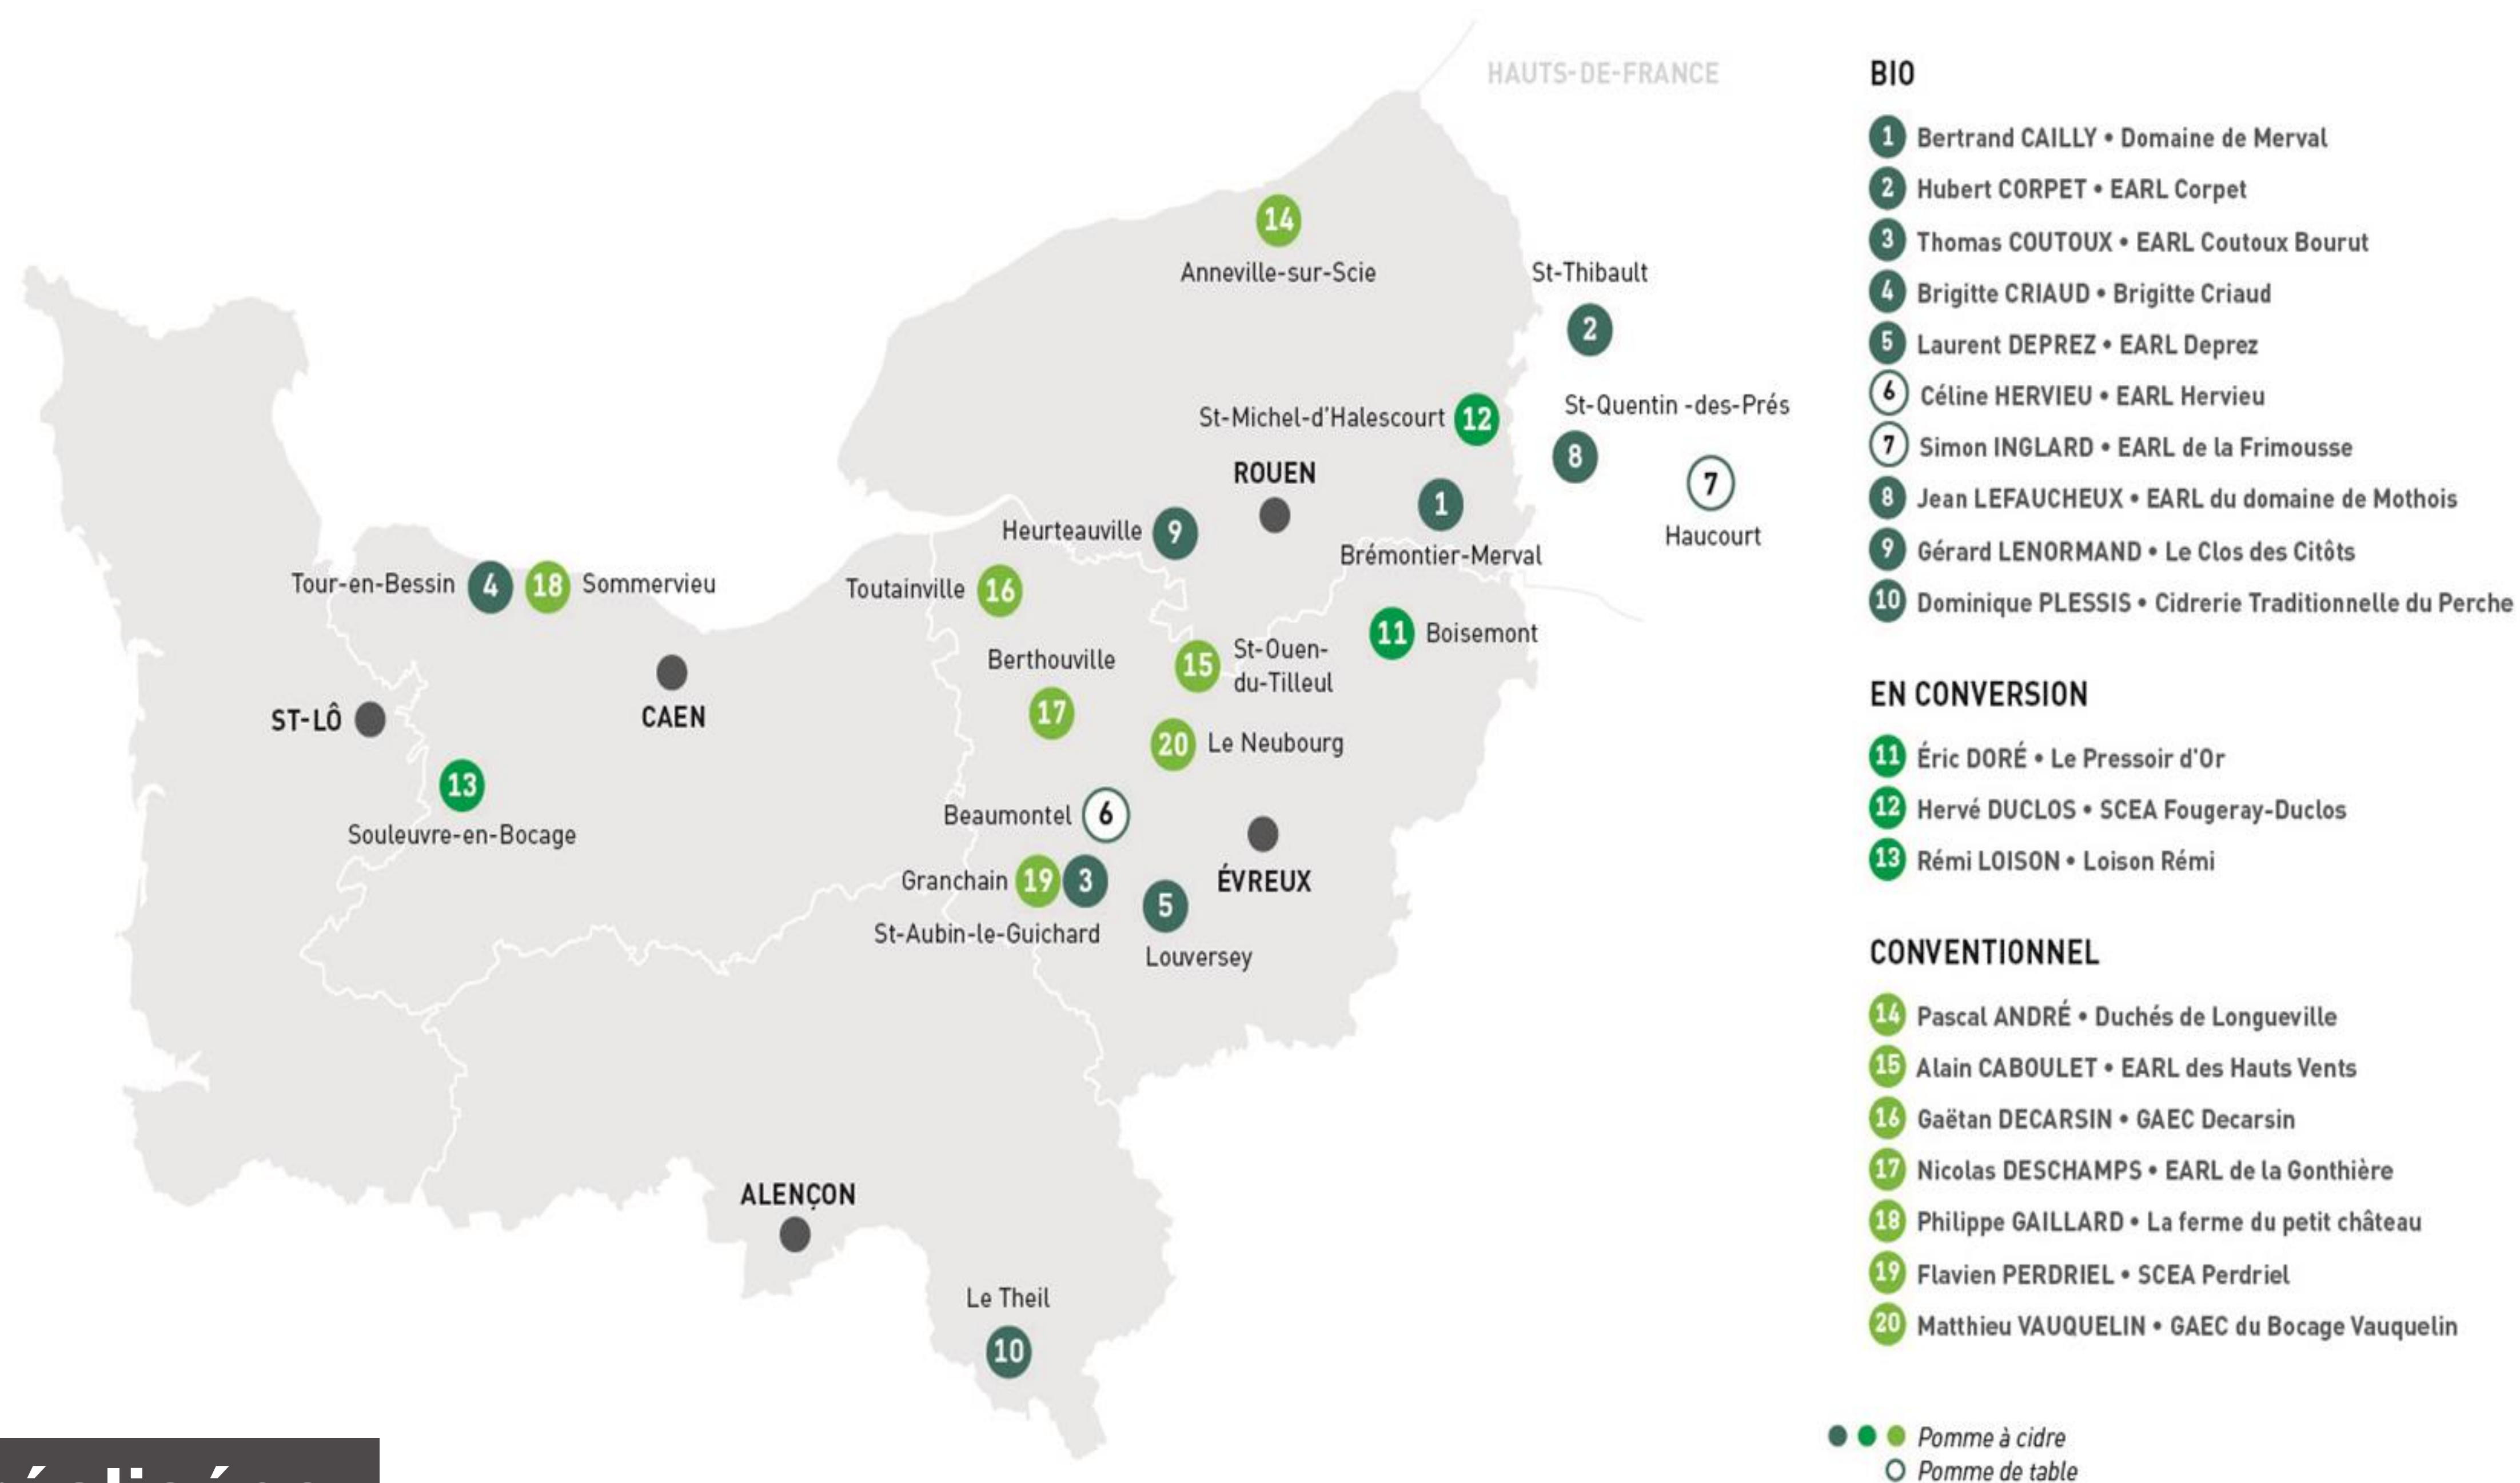 HAUTS-DE-FRANCE
14
Anneville-sur-Scie
St-Thibault
2
St-Michel-d'Halescourt 12
St-Quentin -des-Prés
8
7
Haucourt
ROUEN
1
Brémontier-Merval
Heurteauville 9
Tour-en-Bessin 4 18 Sommervieu
Toutainville 16
11 Boisemont
15 St-Ouen-
du-Tilleul
Berthouville
17
CAEN
ST-LÔ
20 Le Neubourg
13
Souleuvre-en-Bocage
Beaumontel 6
ÉVREUX
Granchain 19 3
St-Aubin-le-Guichard
5
Louversey
ALENÇON
Le Theil
10
BIO
1 Bertrand CAILLY • Domaine de Merval
2 Hubert CORPET • EARL Corpet
3 Thomas COUTOUX • EARL Coutoux Bourut
4 Brigitte CRIAUD • Brigitte Criaud
5 Laurent DEPREZ • EARL Deprez
6 Céline HERVIEU • EARL Hervieu
7 Simon INGLARD • EARL de la Frimousse
8 Jean LEFAUCHEUX • EARL du domaine de Mothois
9 Gérard LENORMAND • Le Clos des Citôts
10 Dominique PLESSIS • Cidrerie Traditionnelle du Perche
EN CONVERSION
11 Éric DORÉ • Le Pressoir d'Or
12 Hervé DUCLOS • SCEA Fougeray-Duclos
13 Rémi LOISON • Loison Rémi
CONVENTIONNEL
14 Pascal ANDRÉ • Duchés de Longueville
15 Alain CABOULET • EARL des Hauts Vents
16 Gaëtan DECARSIN • GAEC Decarsin
17 Nicolas DESCHAMPS • EARL de la Gonthière
18 Philippe GAILLARD • La ferme du petit château
19 Flavien PERDRIEL • SCEA Perdriel
20 Matthieu VAUQUELIN • GAEC du Bocage Vauquelin
Pomme à cidre
Pomme de table